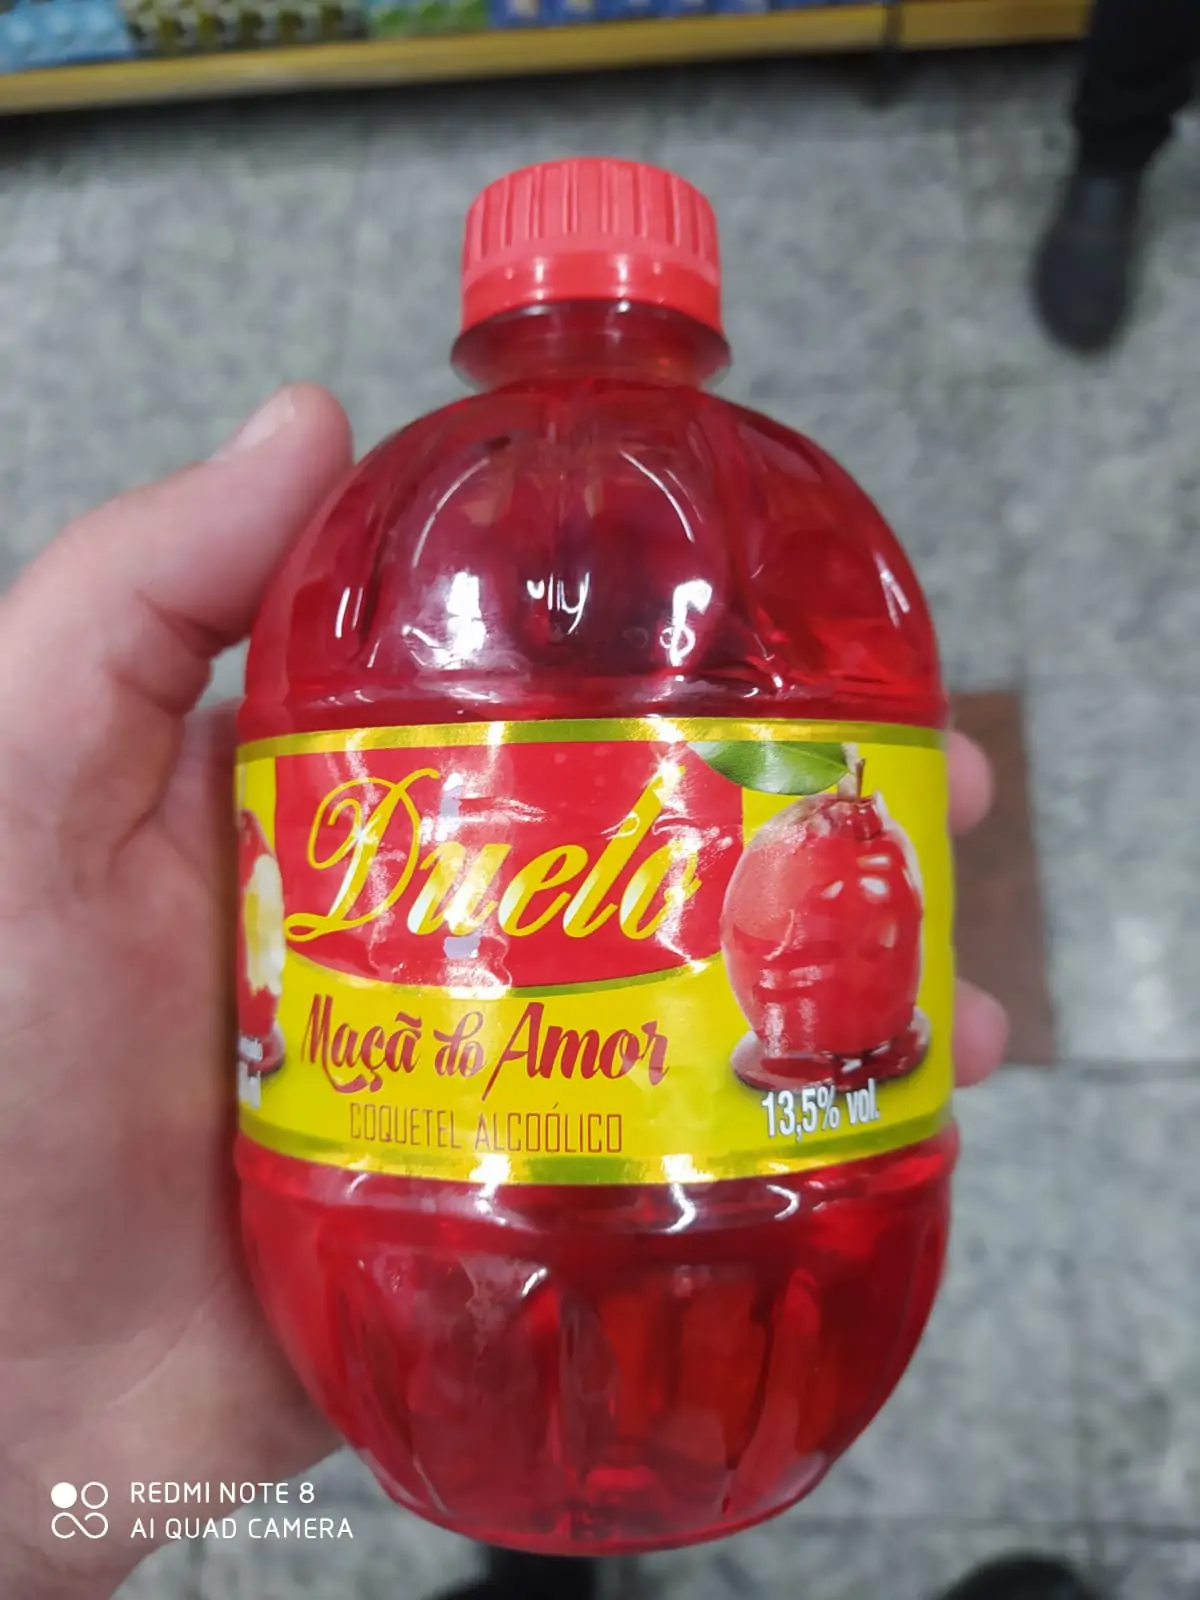 Duelo
Maçã do Amor
COQUETEL ALCOÓLICO
13,5% vol.
REDMI NOTE 8
AI QUAD CAMERA